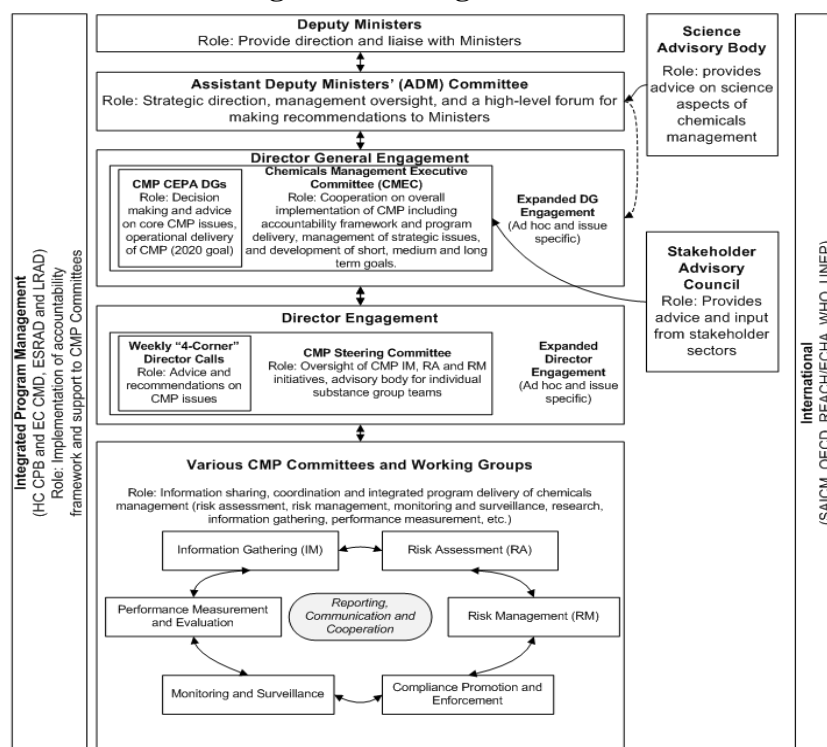 Deputy Ministers
Role: Provide direction and liaise with Ministers
Assistant Deputy Ministers' (ADM) Committee
Role: Strategic direction, management oversight, and a high-level forum for
making recommendations to Ministers
Science
Advisory Body
Role: provides
advice on science
aspects of
chemicals
management
Director General Engagement
CMP CEPA DGs
Role: Decision
making and advice
on core CMP issues,
operational delivery
of CMP (2020 goal)
Chemicals Management Executive
Committee (CMEC)
Role: Cooperation on overall
implementation of CMP including
accountability framework and program
delivery, management of strategic issues,
and development of short, medium and long
term goals.
Expanded DG
Engagement
(Ad hoc and issue
specific)
Stakeholder
Advisory
Council
Role: Provides
advice and input
from stakeholder
sectors
Director Engagement
Weekly "4-Corner"
Director Calls
Role: Advice and
recommendations on
CMP issues
CMP Steering Committee
Role: Oversight of CMP IM, RA and RM
initiatives, advisory body for individual
substance group teams
Expanded
Director
Engagement
(Ad hoc and issue
specific)
Various CMP Committees and Working Groups
Role: Information sharing, coordination and integrated program delivery of chemicals
management (risk assessment, risk management, monitoring and surveillance, research,
information gathering, performance measurement, etc.)
Information Gathering (IM)
Risk Assessment (RA)
Performance Measurement
and Evaluation
Reporting,
Communication and
Cooperation
Risk Management (RM)
Monitoring and Surveillance
Compliance Promotion and
Enforcement
Integrated Program Management
(HC CPB and EC CMD, ESRAD and LRAD)
Role: Implementation of accountability
framework and support to CMP Committees
International
(SAICM, OECD, REACH/ECHA, WHO, UNEP)